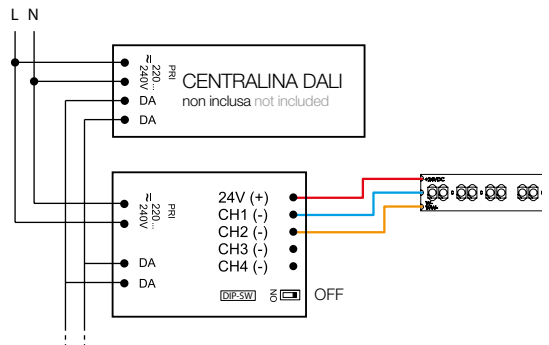 L N
220...
240V
PRI
DA
DA
CENTRALINA DALI
non inclusa not included
220...
240V
PRI
DA
DA
24V (+)
CH1 (-)
CH2 (-)
CH3 (-)
CH4 (-)
DIP-SW
ON
OFF
+24VDC